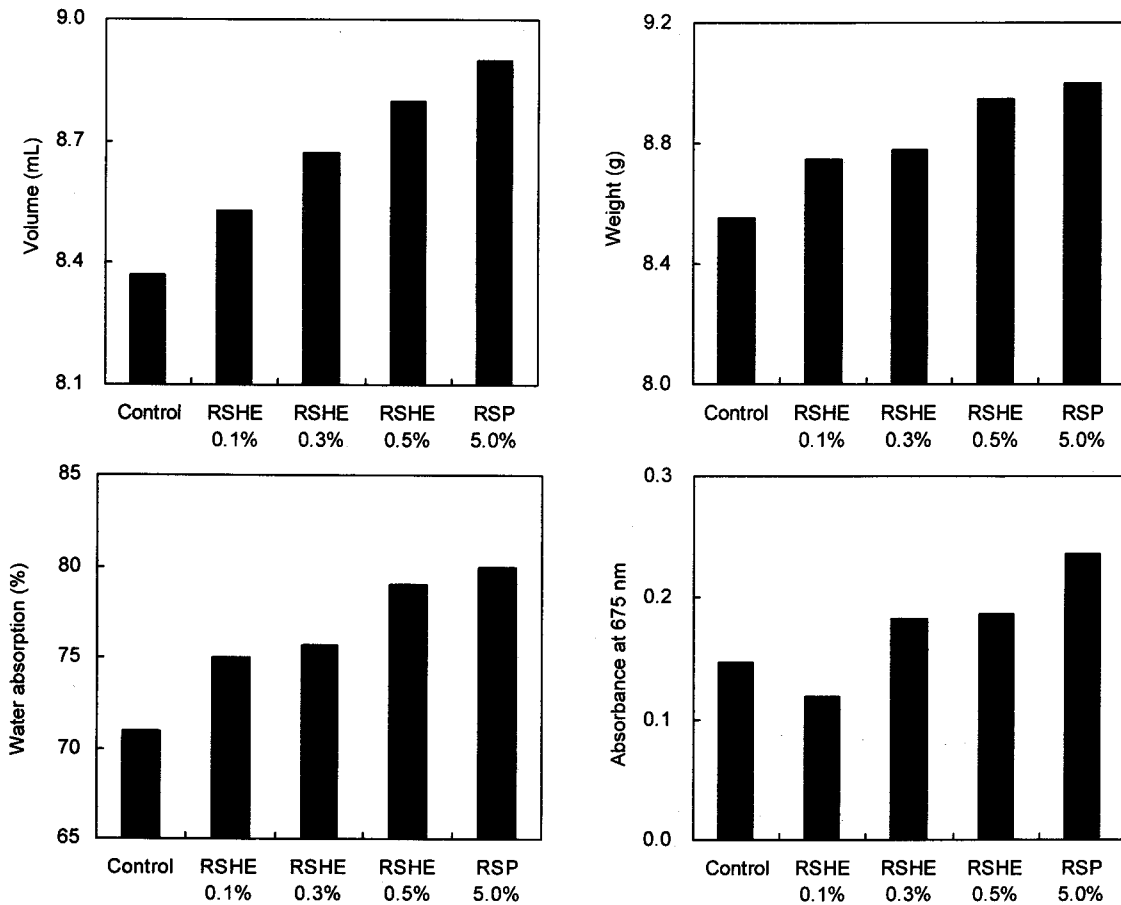 9.0
8.7
8.4
8.1
Volume (mL)
Control RSHE RSHE RSHE RSP
0.1% 0.3% 0.5% 5.0%
9.2
8.8
8.4
8.0
Weight (g)
Control RSHE RSHE RSHE RSP
0.1% 0.3% 0.5% 5.0%
85
80
75
70
65
Water absorption (%)
Control RSHE RSHE RSHE RSP
0.1% 0.3% 0.5% 5.0%
0.3
0.2
0.1
0.0
Absorbance at 675 nm
Control RSHE RSHE RSHE RSP
0.1% 0.3% 0.5% 5.0%